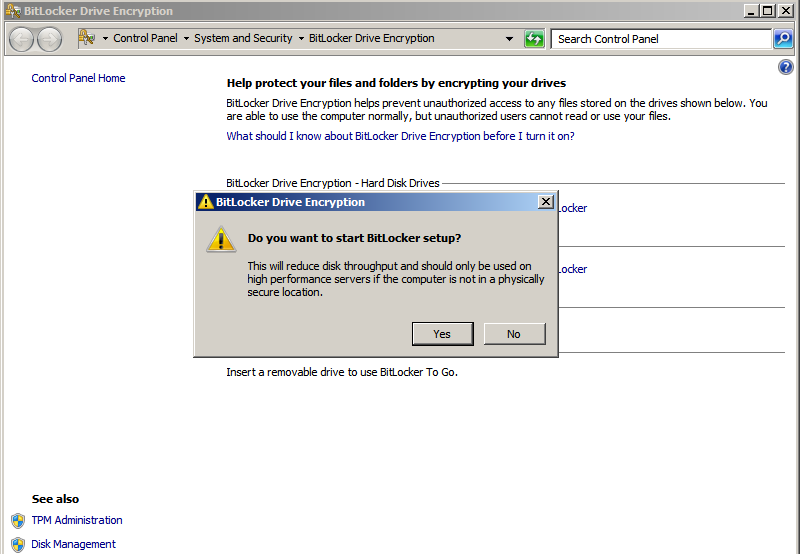 BitLocker Drive Encryption
Control Panel System and Security BitLocker Drive Encryption Search Control Panel
Control Panel Home
Help protect your files and folders by encrypting your drives
BitLocker Drive Encryption helps prevent unauthorized access to any files stored on the drives shown below. You
are able to use the computer normally, but unauthorized users cannot read or use your files.
What should I know about BitLocker Drive Encryption before I turn it on?
BitLocker Drive Encryption - Hard Disk Drives
Locker
BitLocker Drive Encryption
Do you want to start BitLocker setup?
This will reduce disk throughput and should only be used on
high performance servers if the computer is not in a physically
secure location.
Yes No
Locker
Insert a removable drive to use BitLocker To Go.
See also
TPM Administration
Disk Management